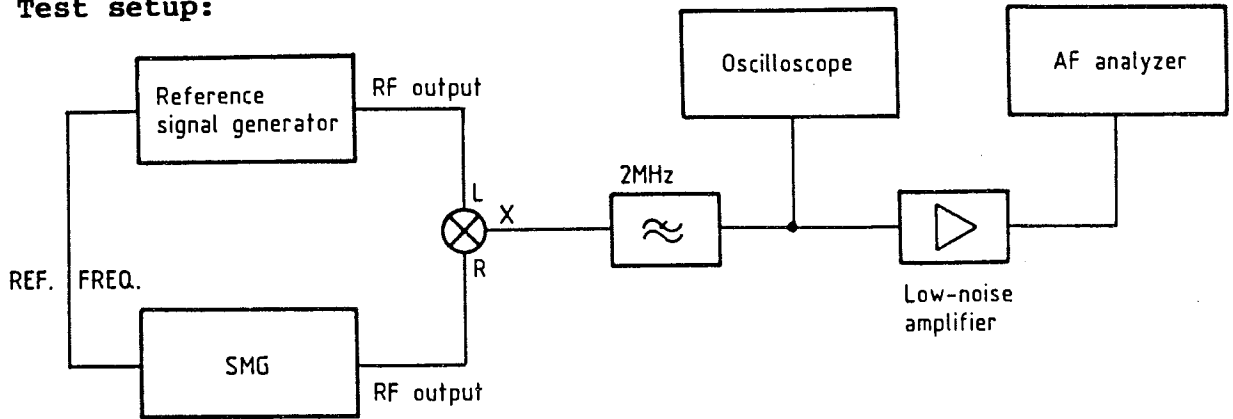 Test setup:
Reference
signal generator
RF output
Oscilloscope
AF analyzer
2MHz
L
X
R
REF. FREQ.
Low-noise
amplifier
SMG
RF output